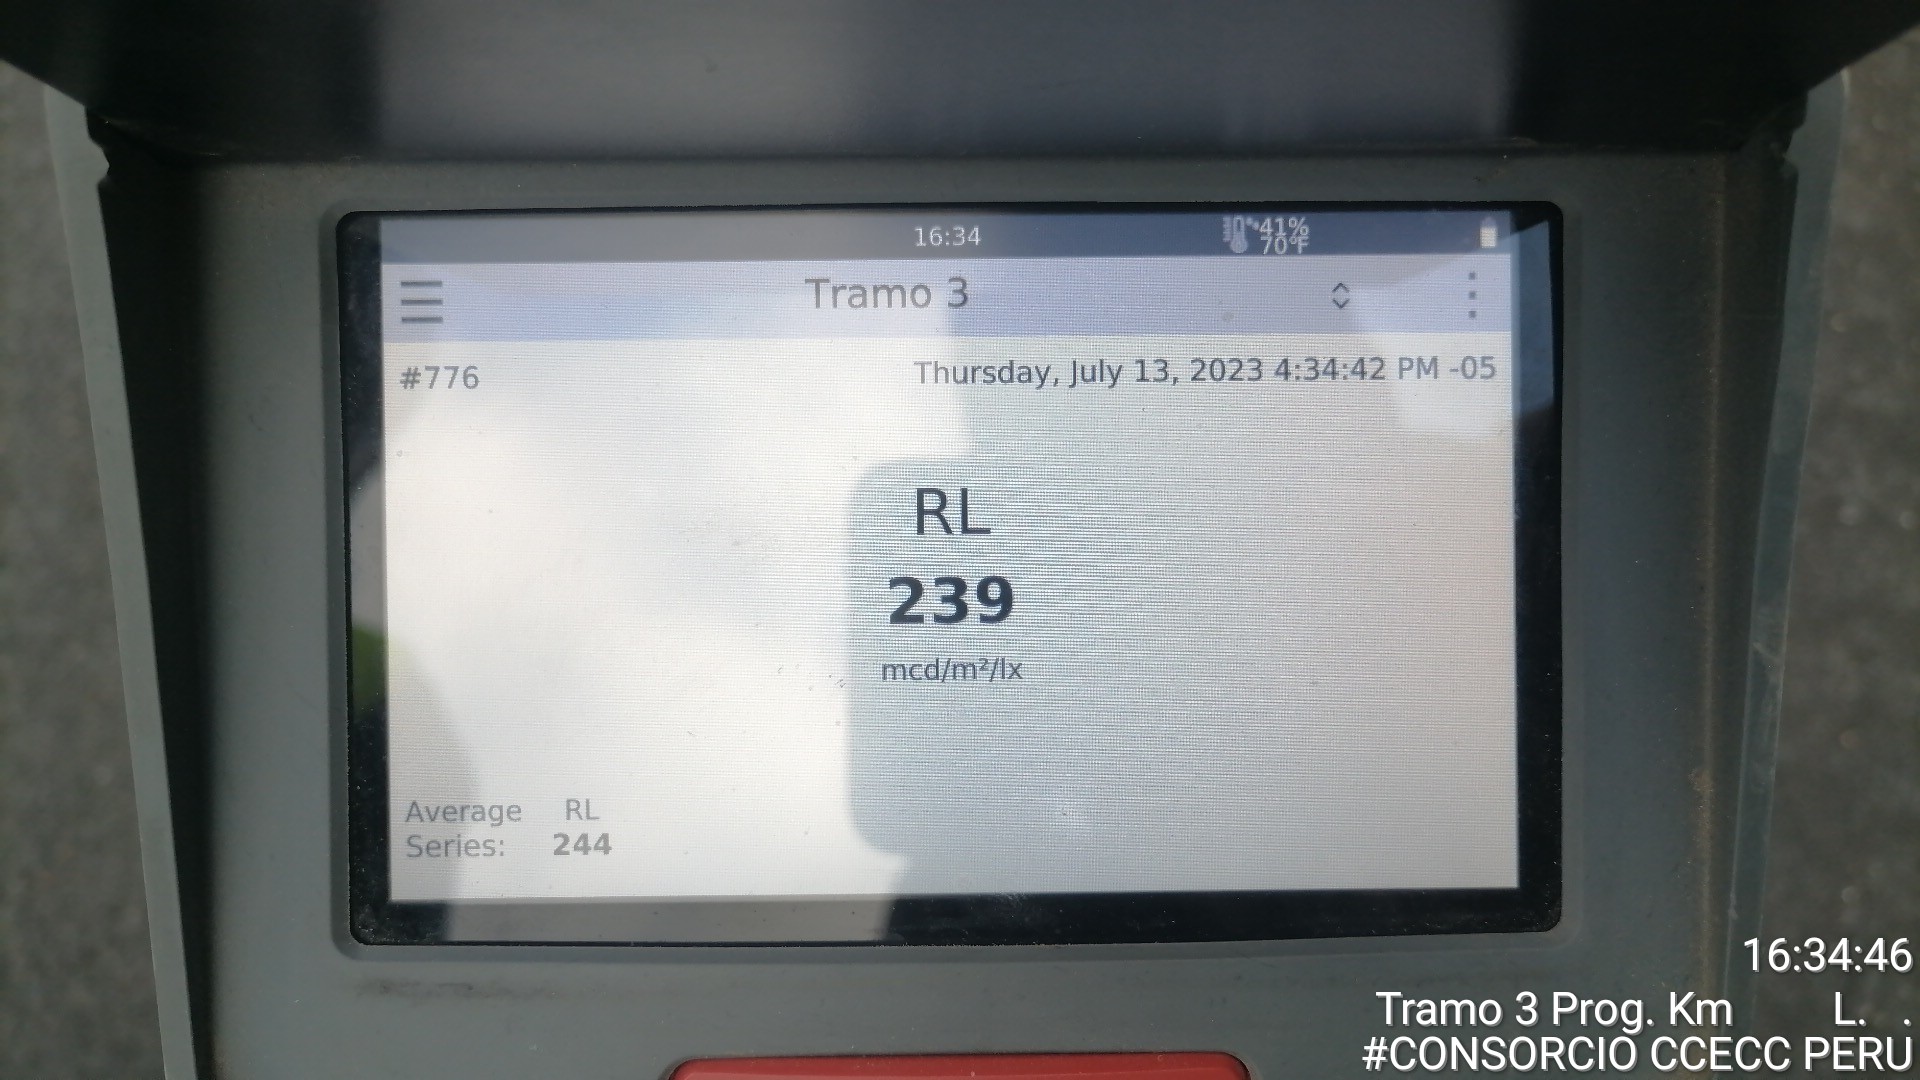 16:34
41%
70°F
Tramo 3
#776
Thursday, July 13, 2023 4:34:42 PM -05
RL
239
mcd/m²/lx
Average RL
Series: 244
16:34:46
Tramo 3 Prog. Km L. .
#CONSORCIO CCECC PERU